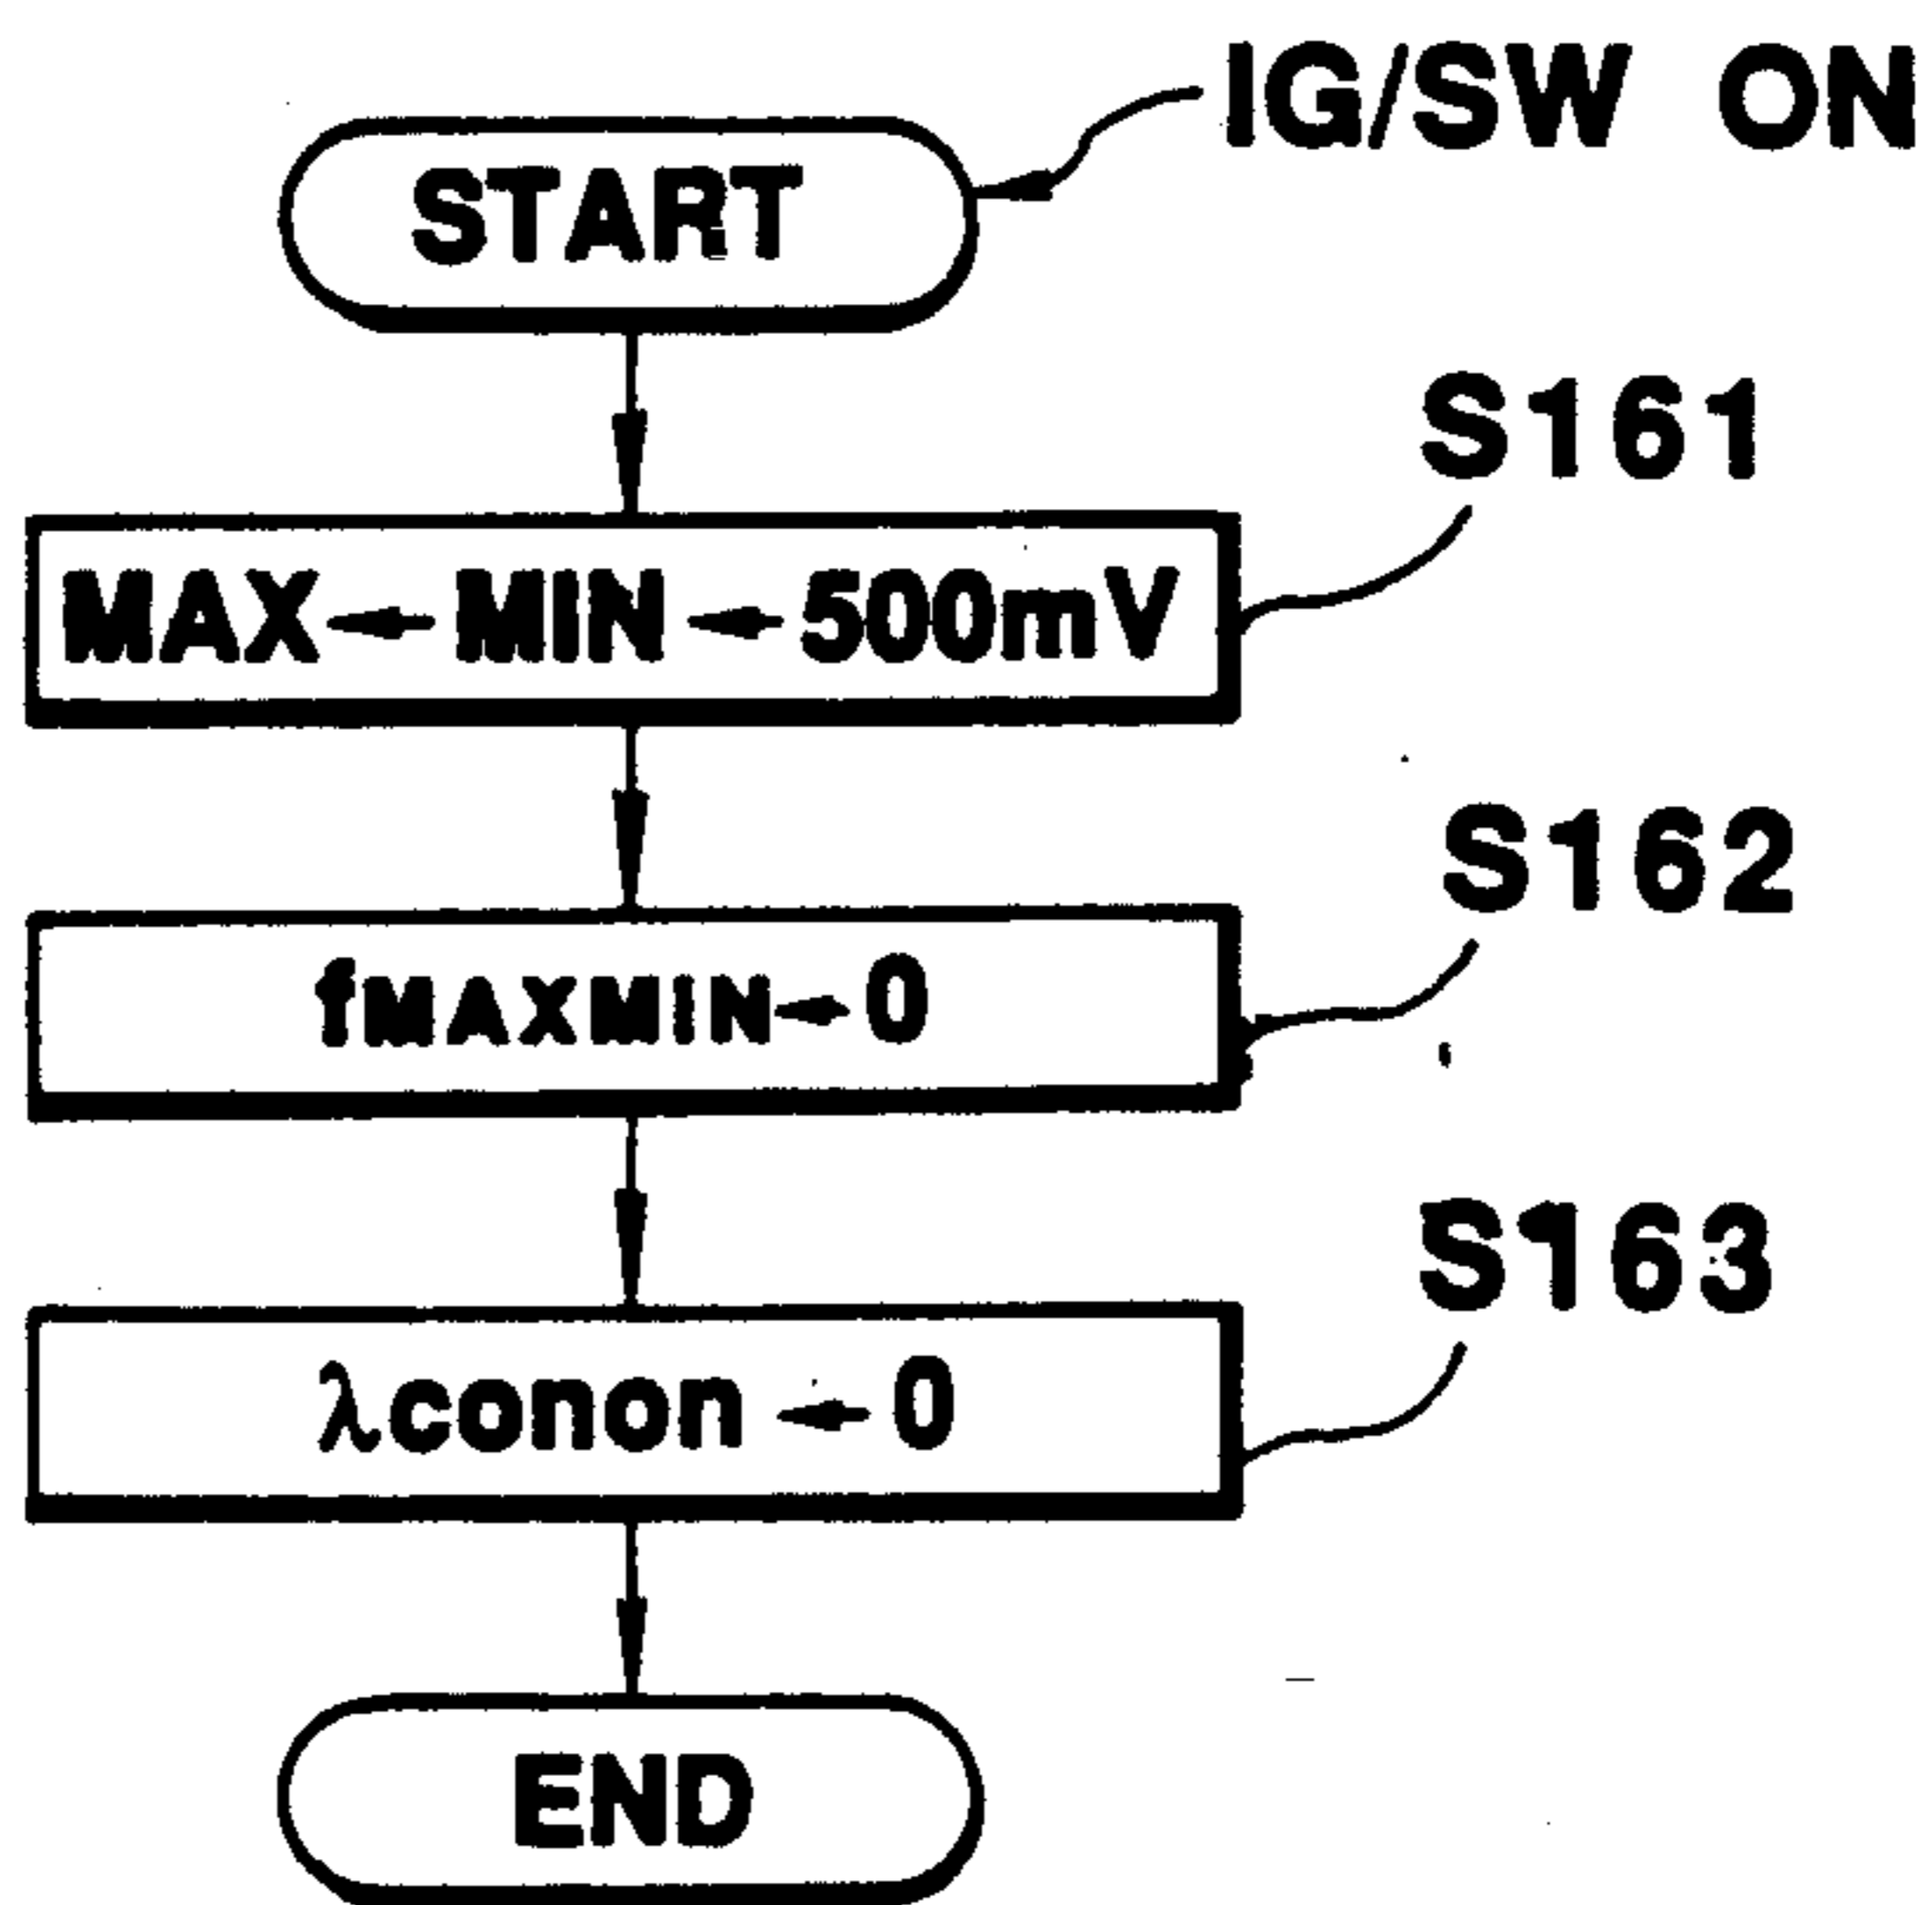 IG/SW ON
START
S161
MAX ← MIN ← 500mV
S162
fMAXMIN ← 0
S163
λconon ← 0
END